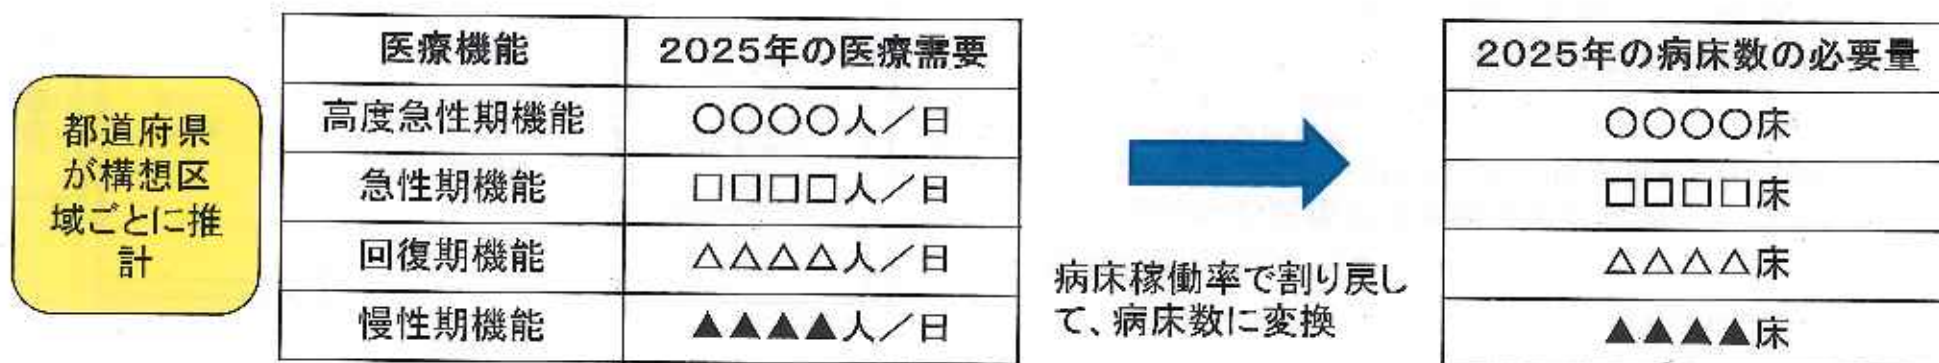 都道府県
が構想区
域ごとに推
計
医療機能 2025年の医療需要
高度急性期機能 ○○○○人／日
急性期機能 □□□□人／日
回復期機能 △△△△人／日
慢性期機能 ▲▲▲▲人／日
病床稼働率で割り戻し
て、病床数に変換
2025年の病床数の必要量
○○○○床
□□□□床
△△△△床
▲▲▲▲床